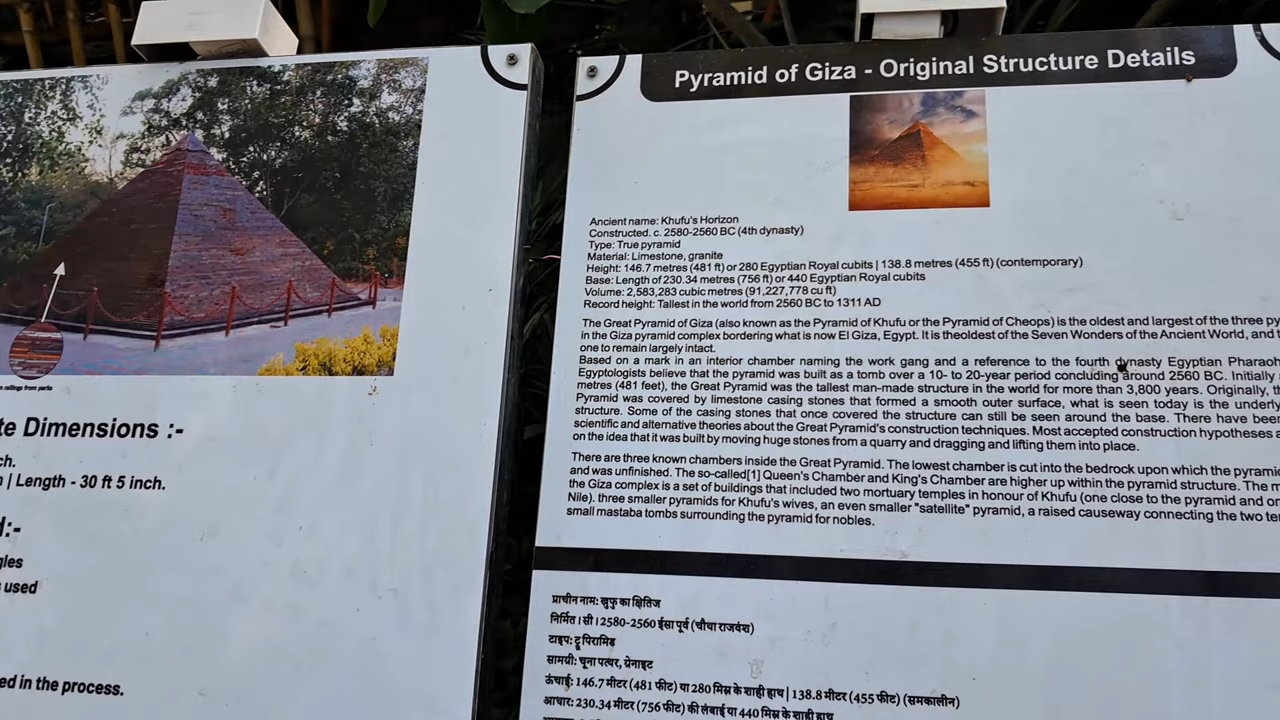 railings from parks
te Dimensions :-
ch.
| Length - 30 ft 5 inch.
d:-
gles
used
ed in the process.
Pyramid of Giza - Original Structure Details
Ancient name: Khufu's Horizon
Constructed. c. 2580-2560 BC (4th dynasty)
Type: True pyramid
Material: Limestone, granite
Height: 146.7 metres (481 ft) or 280 Egyptian Royal cubits | 138.8 metres (455 ft) (contemporary)
Base: Length of 230.34 metres (756 ft) or 440 Egyptian Royal cubits
Volume: 2,583,283 cubic metres (91,227,778 cu ft)
Record height: Tallest in the world from 2560 BC to 1311 AD
The Great Pyramid of Giza (also known as the Pyramid of Khufu or the Pyramid of Cheops) is the oldest and largest of the three py
in the Giza pyramid complex bordering what is now El Giza, Egypt. It is theoldest of the Seven Wonders of the Ancient World, and t
one to remain largely intact.
Based on a mark in an interior chamber naming the work gang and a reference to the fourth dynasty Egyptian Pharaoh
Egyptologists believe that the pyramid was built as a tomb over a 10- to 20-year period concluding around 2560 BC. Initially
metres (481 feet), the Great Pyramid was the tallest man-made structure in the world for more than 3,800 years. Originally, t
Pyramid was covered by limestone casing stones that formed a smooth outer surface, what is seen today is the underly
structure. Some of the casing stones that once covered the structure can still be seen around the base. There have been
scientific and alternative theories about the Great Pyramid's construction techniques. Most accepted construction hypotheses a
on the idea that it was built by moving huge stones from a quarry and dragging and lifting them into place.
There are three known chambers inside the Great Pyramid. The lowest chamber is cut into the bedrock upon which the pyramid
and was unfinished. The so-called[1] Queen's Chamber and King's Chamber are higher up within the pyramid structure. The m
the Giza complex is a set of buildings that included two mortuary temples in honour of Khufu (one close to the pyramid and on
Nile). three smaller pyramids for Khufu's wives, an even smaller "satellite" pyramid, a raised causeway connecting the two te
small mastaba tombs surrounding the pyramid for nobles.
प्राचीन नाम: खुफु का क्षितिज
निर्मित। सी। 2580-2560 ईसा पूर्व (चौथा राजवंश)
टाइप: ट्रू पिरामिड
सामग्री: चूना पत्थर, ग्रेनाइट
ऊंचाई: 146.7 मीटर (481 फीट) या 280 मिस्र के शाही हाथ | 138.8 मीटर (455 फीट) (समकालीन)
आधार: 230.34 मीटर (756 फीट) की लंबाई या 440 मिस्र के शाही हाथ